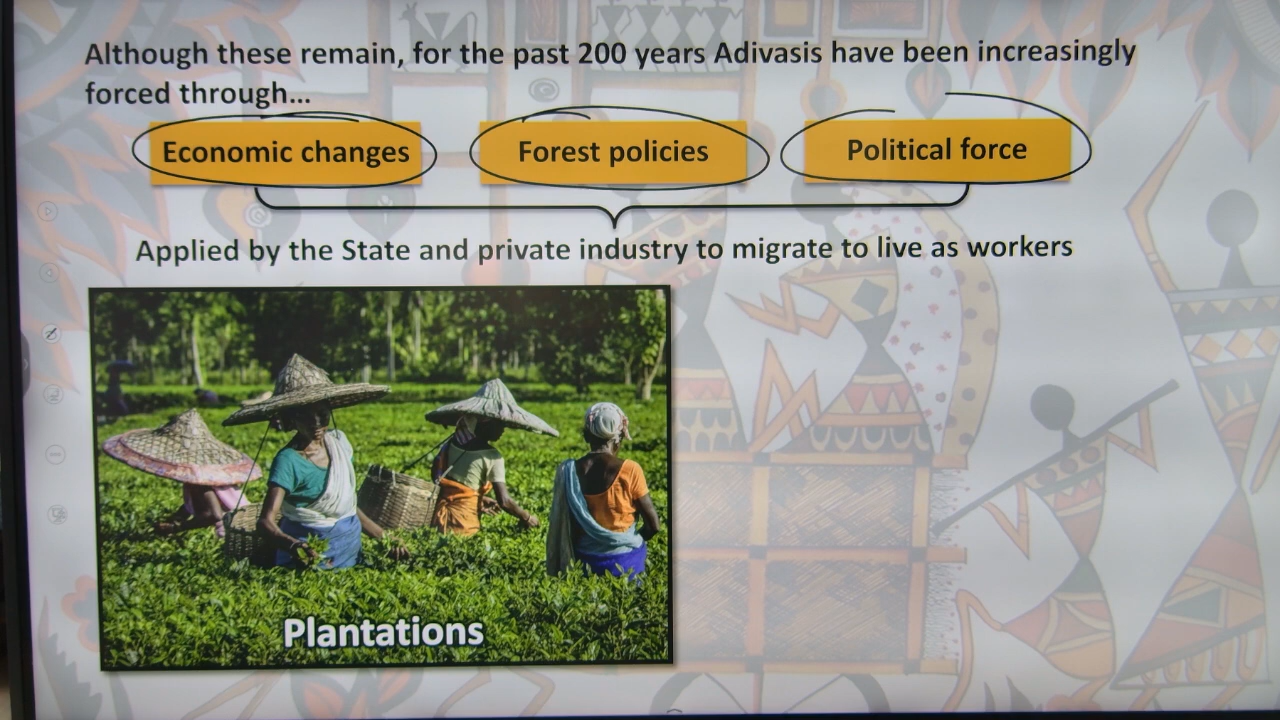 Although these remain, for the past 200 years Adivasis have been increasingly
forced through...
Economic changes
Forest policies
Political force
Applied by the State and private industry to migrate to live as workers
Plantations